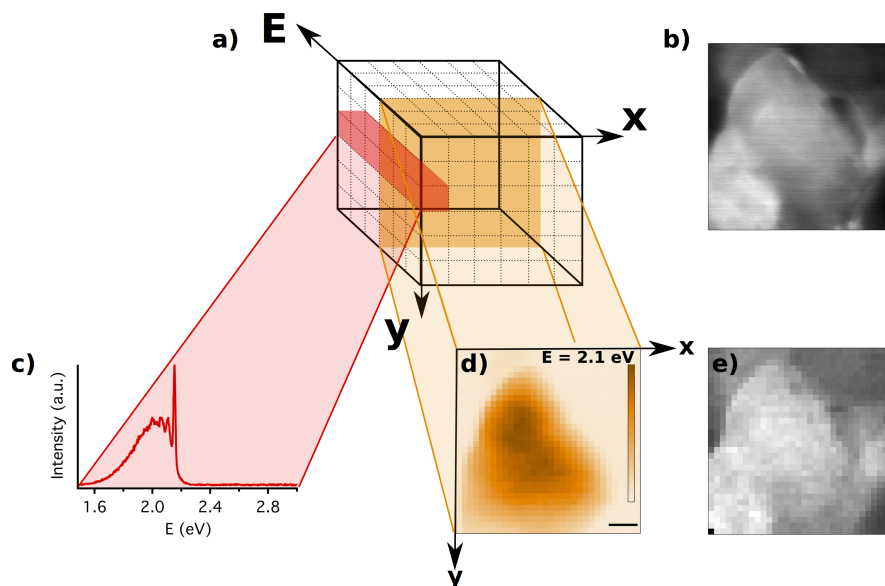 a)
E
x
y
b)
c)
Intensity (a.u.)
1.6 2.0 2.4 2.8
E (eV)
d)
E = 2.1 eV
x
y
e)